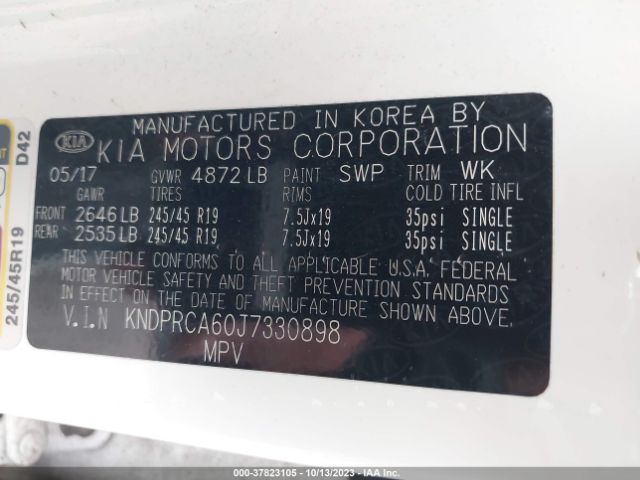 MANUFACTURED IN KOREA BY
KIA KIA MOTORS CORPORATION
05/17 GVWR 4872 LB PAINT SWP TRIM WK
GAWR TIRES RIMS COLD TIRE INFL
FRONT 2646 LB 245/45 R19 7.5Jx19 35psi SINGLE
REAR 2535 LB 245/45 R19 7.5Jx19 35psi SINGLE
THIS VEHICLE CONFORMS TO ALL APPLICABLE U.S.A. FEDERAL
MOTOR VEHICLE SAFETY AND THEFT PREVENTION STANDARDS
IN EFFECT ON THE DATE OF MANUFACTURE SHOWN ABOVE.
V.I.N KNDPRCA60J7330898
MPV
D42
245/45R19
000-37823105 - 10/13/2023 - IAA Inc.